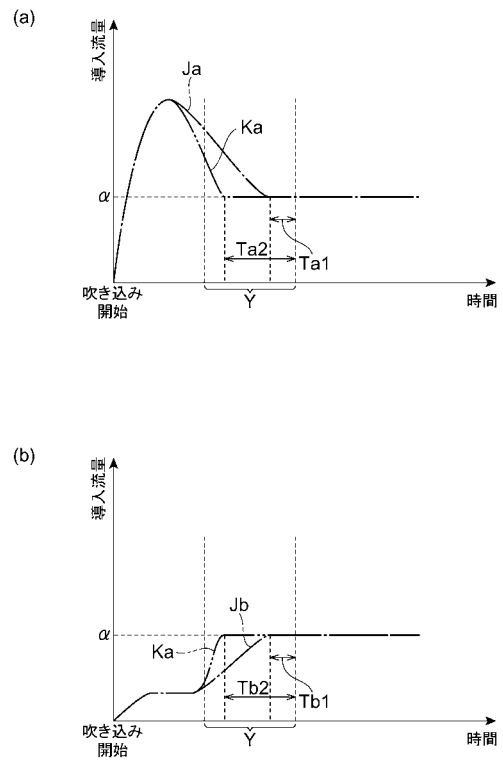 (a)
導入流量
Ja
Ka
α
Ta2
Ta1
吹き込み
開始
Y
時間
(b)
導入流量
Jb
Ka
α
Tb2
Tb1
吹き込み
開始
Y
時間